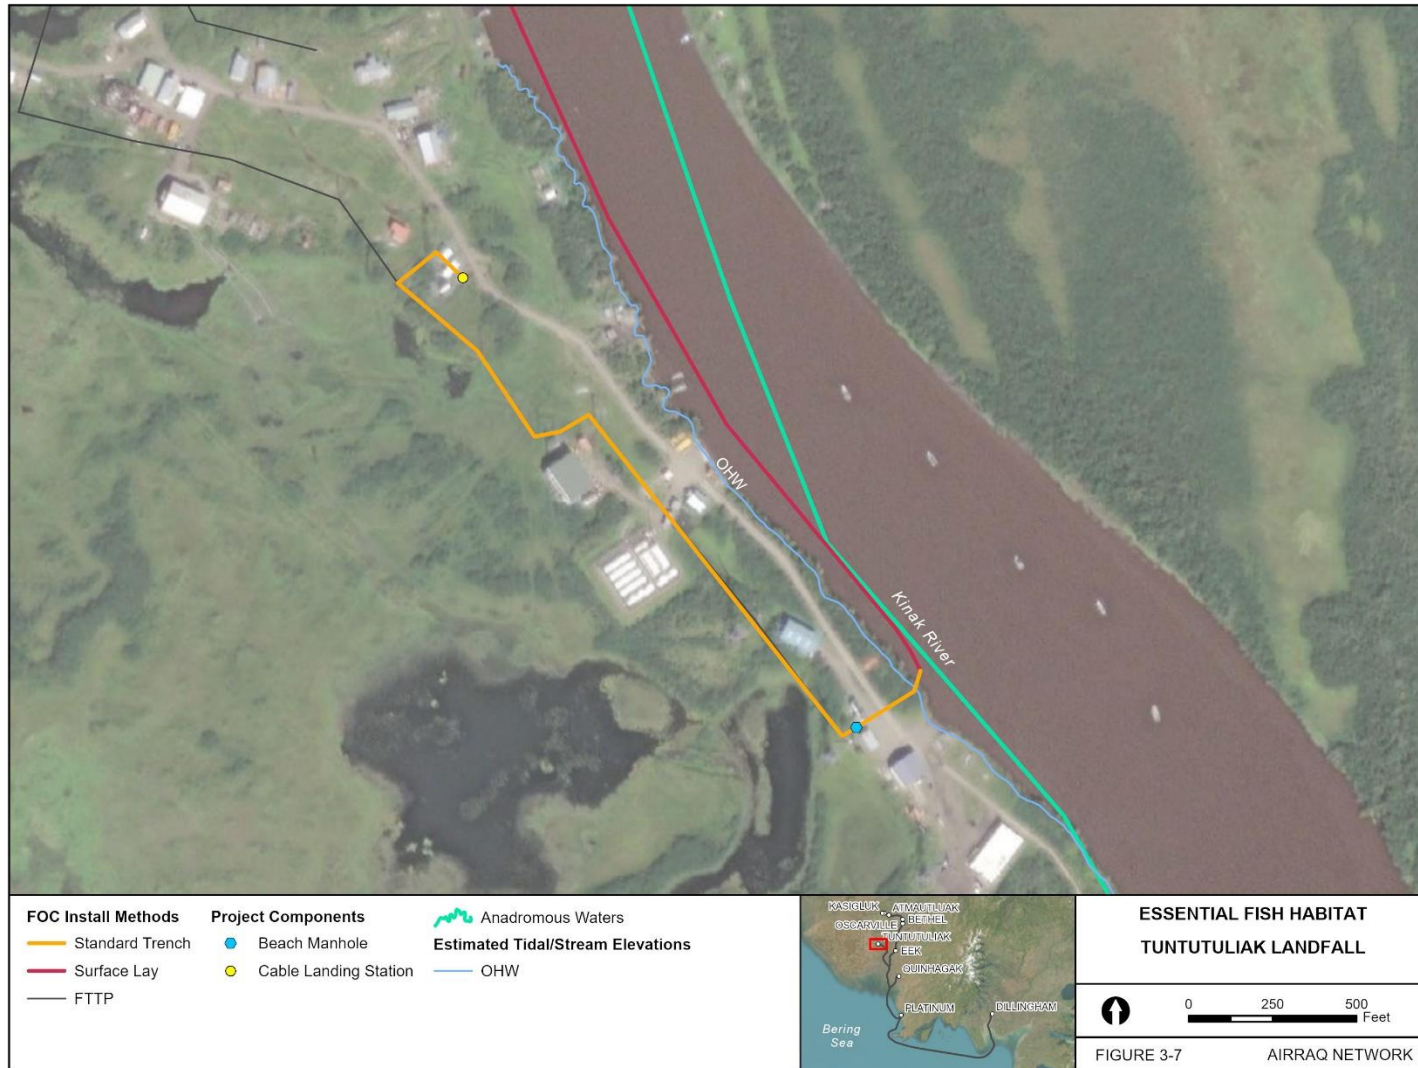 OHW
Kinak River
FOC Install Methods
Standard Trench
Surface Lay
FTTP
Project Components
Beach Manhole
Cable Landing Station
Anadromous Waters
Estimated Tidal/Stream Elevations
OHW
KASIGLUK
ATMAUTLUAK
BETHEL
OSCARVILLE
TUNTUTULIAK
EEK
QUINHAGAK
PLATINUM
DILLINGHAM
Bering
Sea
ESSENTIAL FISH HABITAT
TUNTUTULIAK LANDFALL
0 250 500
Feet
FIGURE 3-7 AIRRAQ NETWORK